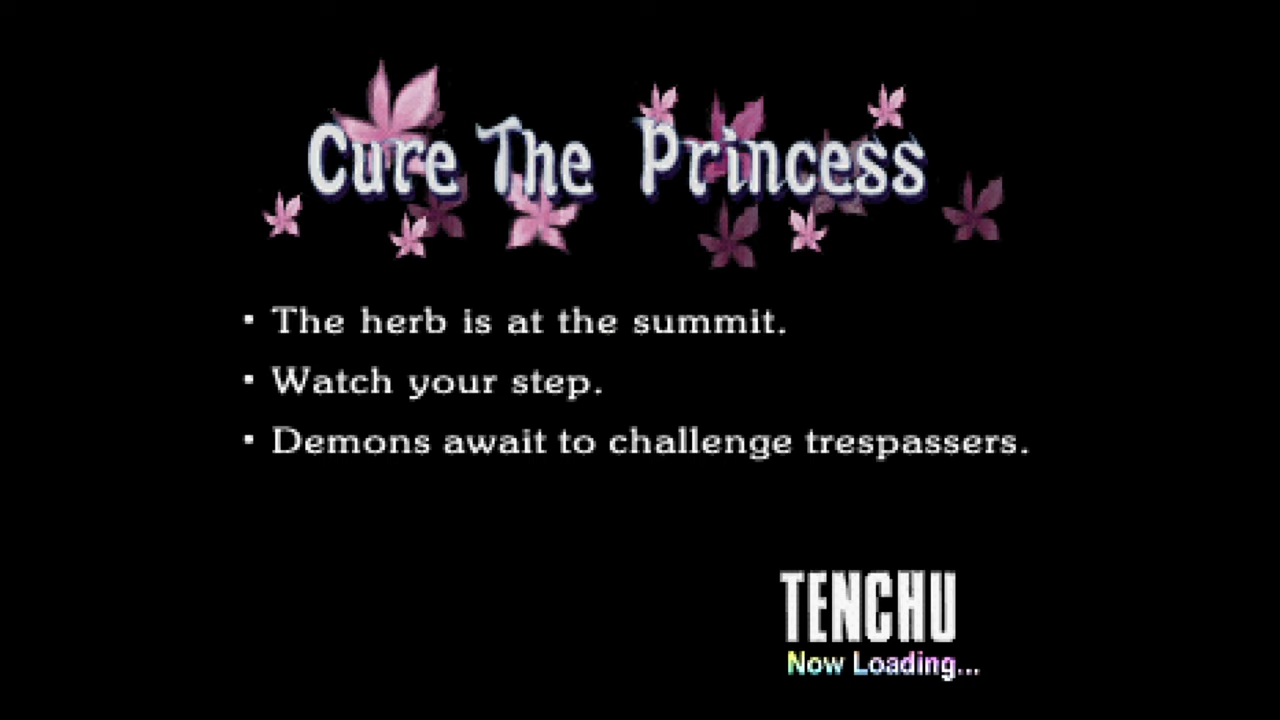 Cure The Princess
• The herb is at the summit.
• Watch your step.
• Demons await to challenge trespassers.
TENCHU
Now Loading...